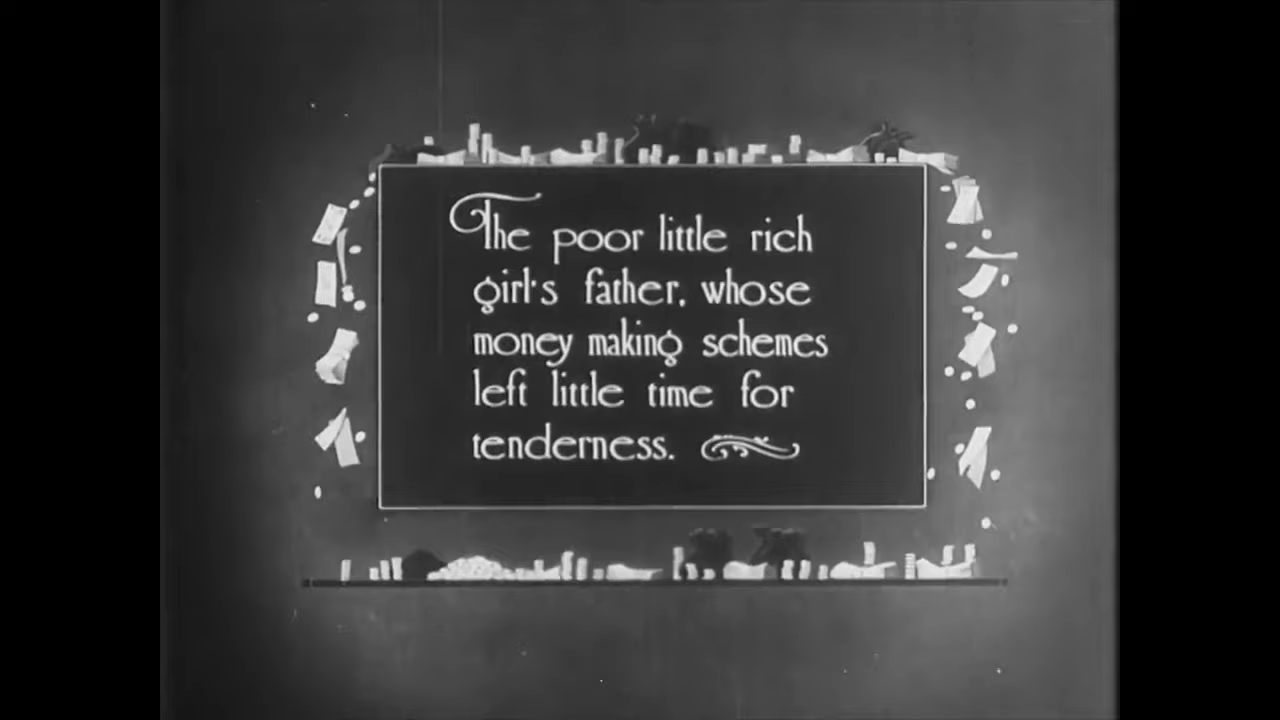 The poor little rich
girl's father, whose
money making schemes
left little time for
tenderness.